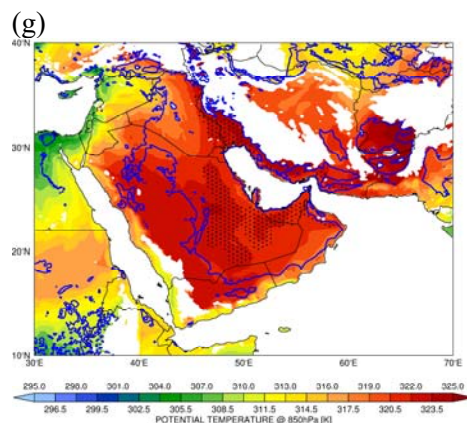 (g)
40°N
30°N
20°N
10°N
30°E 40°E 50°E 60°E 70°E
295.0 298.0 301.0 304.0 307.0 310.0 313.0 316.0 319.0 322.0 325.0
296.5 299.5 302.5 305.5 308.5 311.5 314.5 317.5 320.5 323.5
POTENTIAL TEMPERATURE @ 850hPa [K]